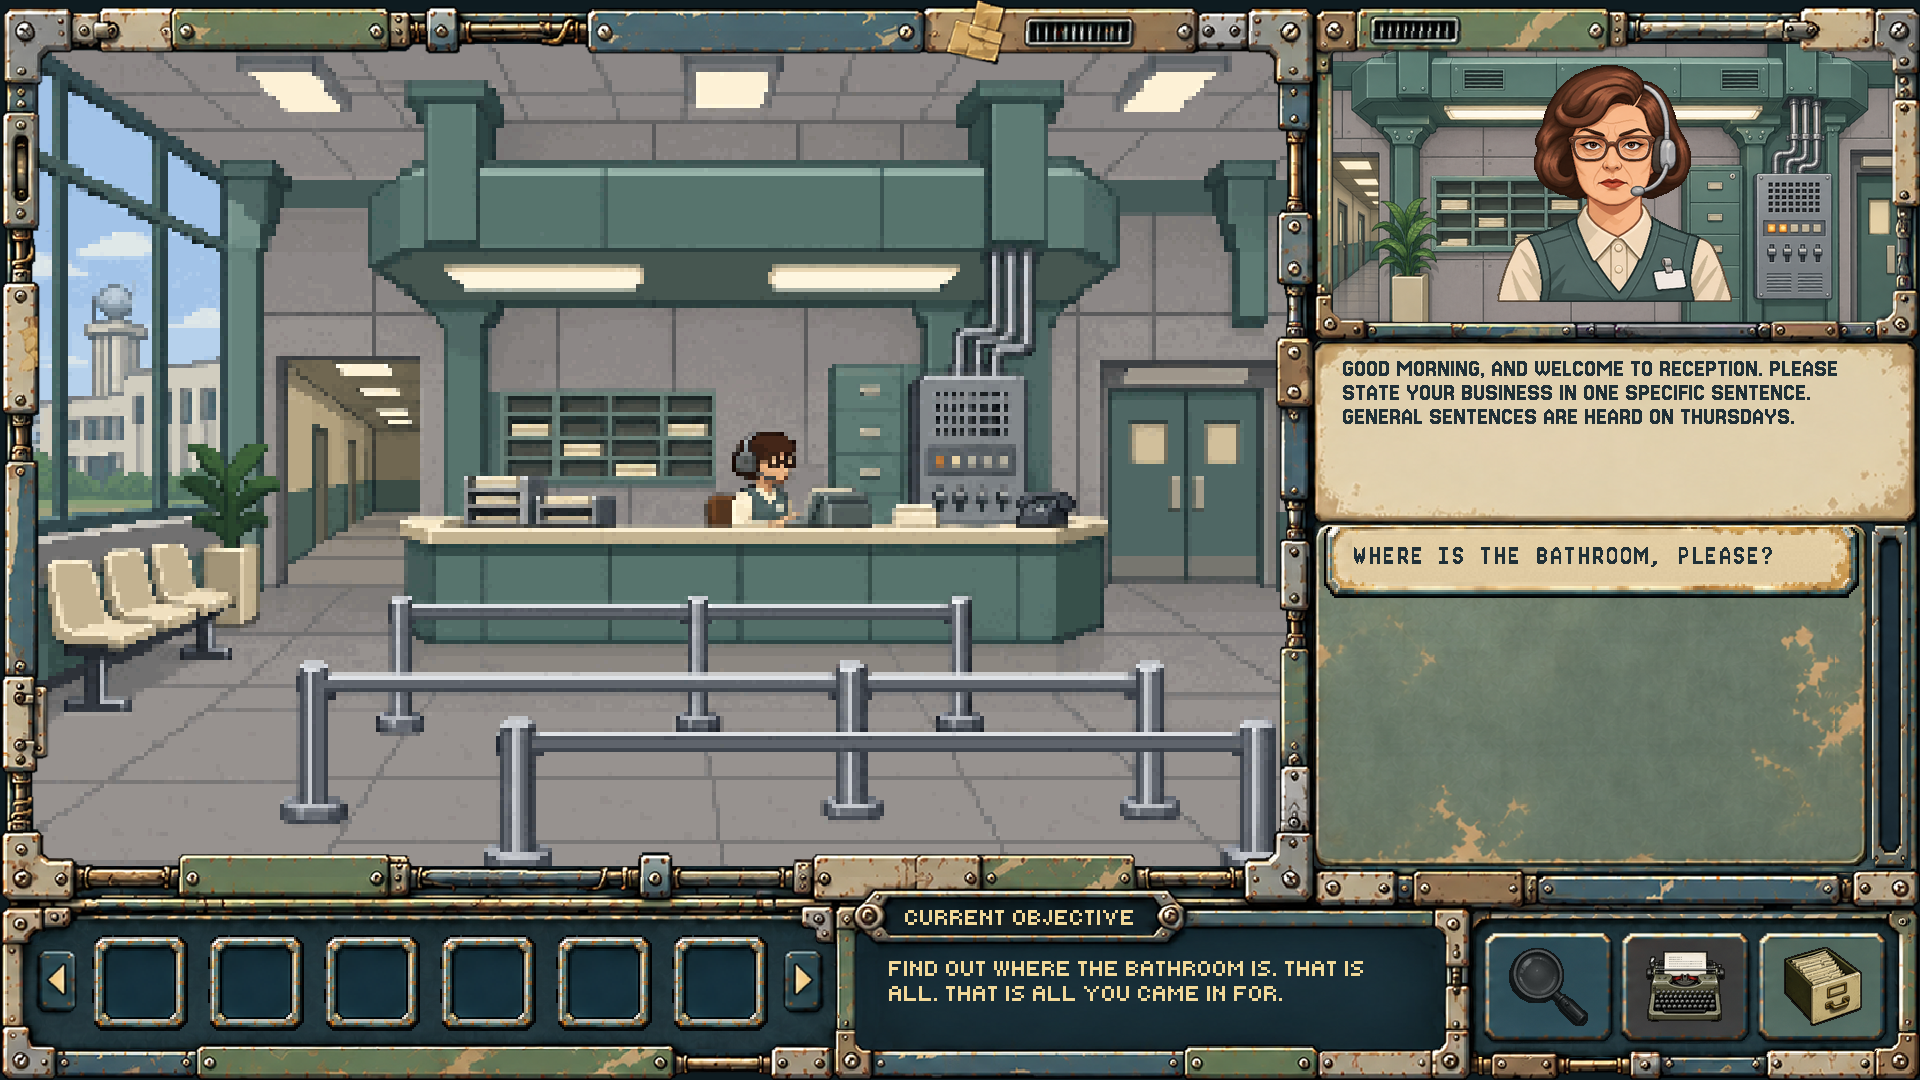 GOOD MORNING, AND WELCOME TO RECEPTION. PLEASE
STATE YOUR BUSINESS IN ONE SPECIFIC SENTENCE.
GENERAL SENTENCES ARE HEARD ON THURSDAYS.
WHERE IS THE BATHROOM, PLEASE?
CURRENT OBJECTIVE
FIND OUT WHERE THE BATHROOM IS. THAT IS
ALL. THAT IS ALL YOU CAME IN FOR.